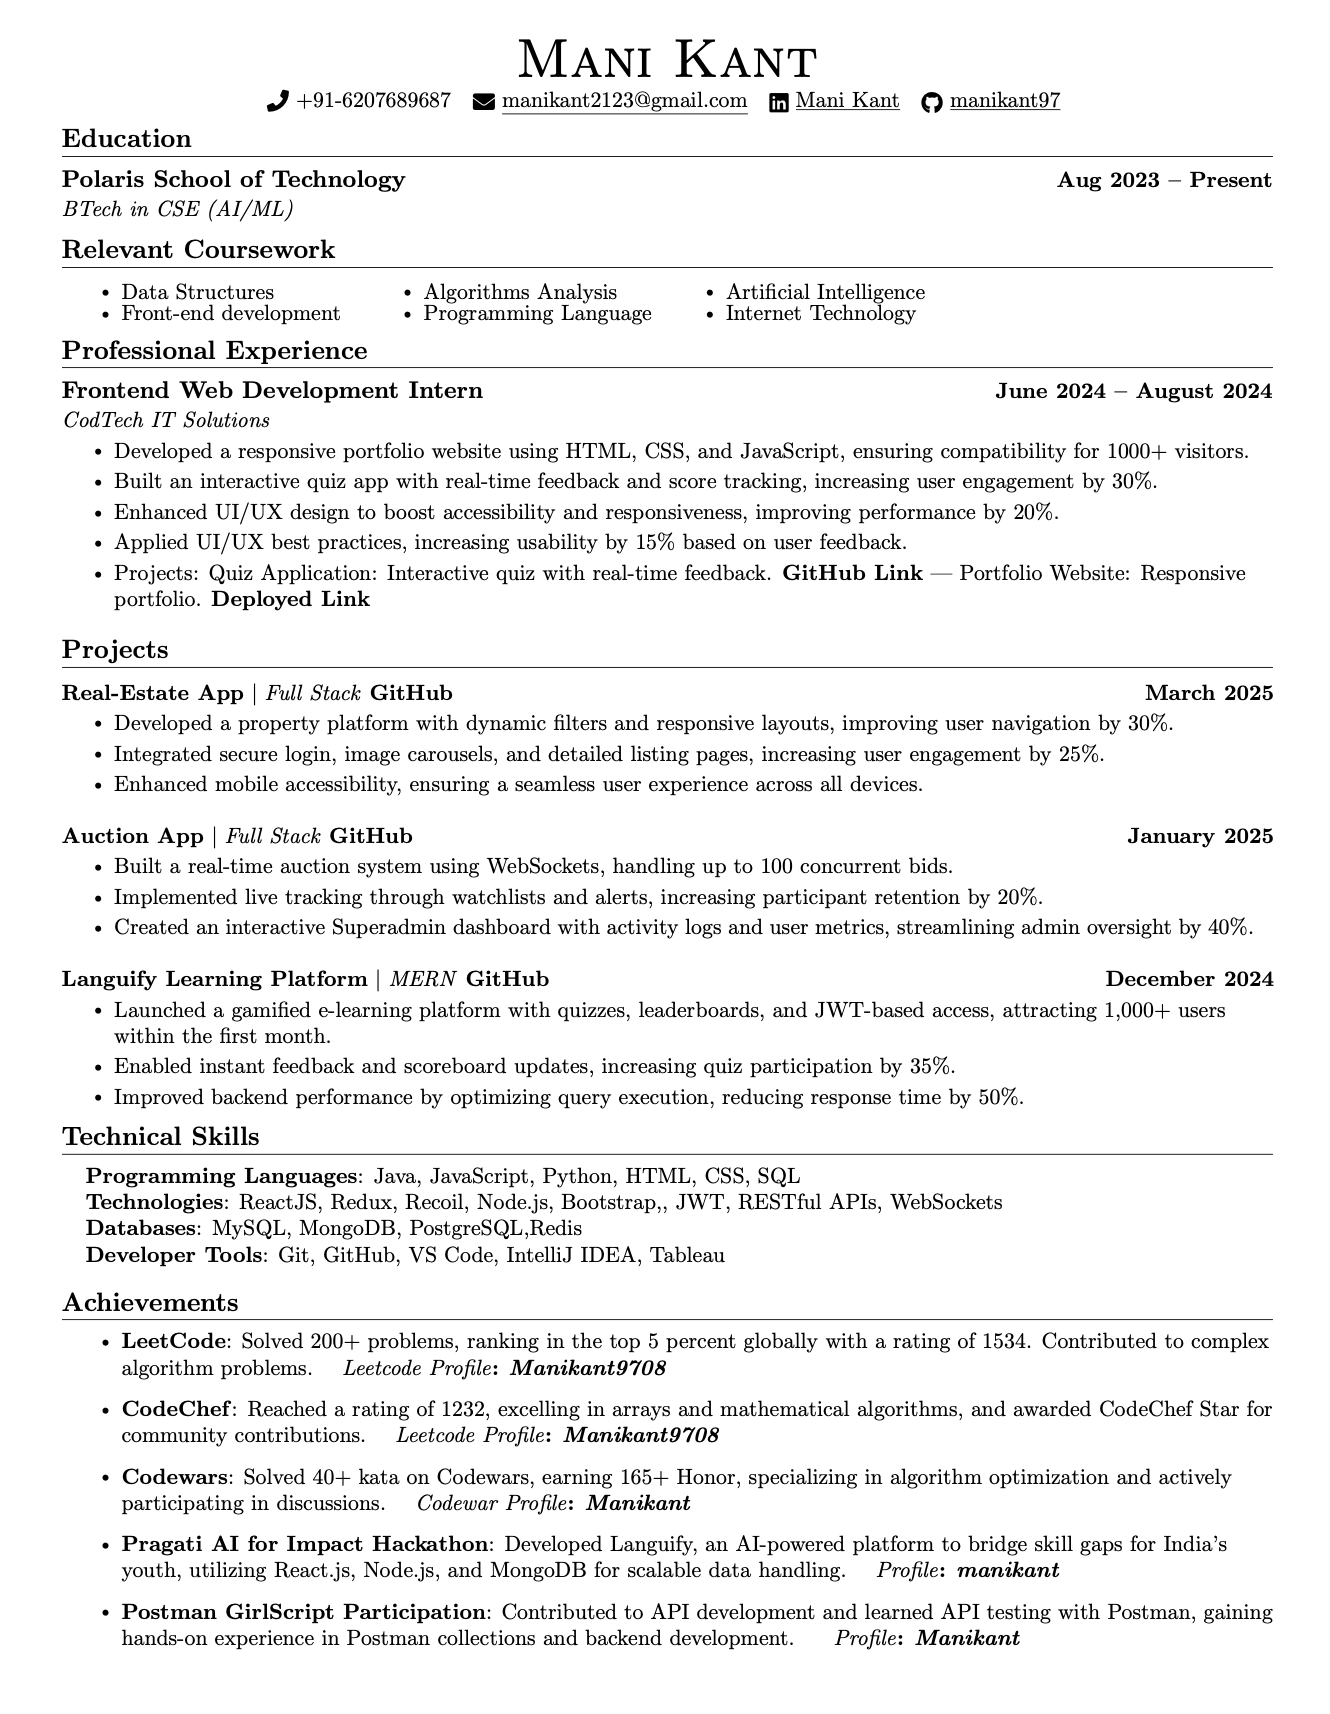 Mani Kant
+91-6207689687 manikant2123@gmail.com Mani Kant manikant97
Education
Polaris School of Technology Aug 2023 – Present
BTech in CSE (AI/ML)
Relevant Coursework
• Data Structures • Algorithms Analysis • Artificial Intelligence
• Front-end development • Programming Language • Internet Technology
Professional Experience
Frontend Web Development Intern June 2024 – August 2024
CodTech IT Solutions
• Developed a responsive portfolio website using HTML, CSS, and JavaScript, ensuring compatibility for 1000+ visitors.
• Built an interactive quiz app with real-time feedback and score tracking, increasing user engagement by 30%.
• Enhanced UI/UX design to boost accessibility and responsiveness, improving performance by 20%.
• Applied UI/UX best practices, increasing usability by 15% based on user feedback.
• Projects: Quiz Application: Interactive quiz with real-time feedback. GitHub Link — Portfolio Website: Responsive
portfolio. Deployed Link
Projects
Real-Estate App | Full Stack GitHub March 2025
• Developed a property platform with dynamic filters and responsive layouts, improving user navigation by 30%.
• Integrated secure login, image carousels, and detailed listing pages, increasing user engagement by 25%.
• Enhanced mobile accessibility, ensuring a seamless user experience across all devices.
Auction App | Full Stack GitHub January 2025
• Built a real-time auction system using WebSockets, handling up to 100 concurrent bids.
• Implemented live tracking through watchlists and alerts, increasing participant retention by 20%.
• Created an interactive Superadmin dashboard with activity logs and user metrics, streamlining admin oversight by 40%.
Languify Learning Platform | MERN GitHub December 2024
• Launched a gamified e-learning platform with quizzes, leaderboards, and JWT-based access, attracting 1,000+ users
within the first month.
• Enabled instant feedback and scoreboard updates, increasing quiz participation by 35%.
• Improved backend performance by optimizing query execution, reducing response time by 50%.
Technical Skills
Programming Languages: Java, JavaScript, Python, HTML, CSS, SQL
Technologies: ReactJS, Redux, Recoil, Node.js, Bootstrap,, JWT, RESTful APIs, WebSockets
Databases: MySQL, MongoDB, PostgreSQL,Redis
Developer Tools: Git, GitHub, VS Code, IntelliJ IDEA, Tableau
Achievements
• LeetCode: Solved 200+ problems, ranking in the top 5 percent globally with a rating of 1534. Contributed to complex
algorithm problems. Leetcode Profile: Manikant9708
• CodeChef: Reached a rating of 1232, excelling in arrays and mathematical algorithms, and awarded CodeChef Star for
community contributions. Leetcode Profile: Manikant9708
• Codewars: Solved 40+ kata on Codewars, earning 165+ Honor, specializing in algorithm optimization and actively
participating in discussions. Codewar Profile: Manikant
• Pragati AI for Impact Hackathon: Developed Languify, an AI-powered platform to bridge skill gaps for India's
youth, utilizing React.js, Node.js, and MongoDB for scalable data handling. Profile: manikant
• Postman GirlScript Participation: Contributed to API development and learned API testing with Postman, gaining
hands-on experience in Postman collections and backend development. Profile: Manikant